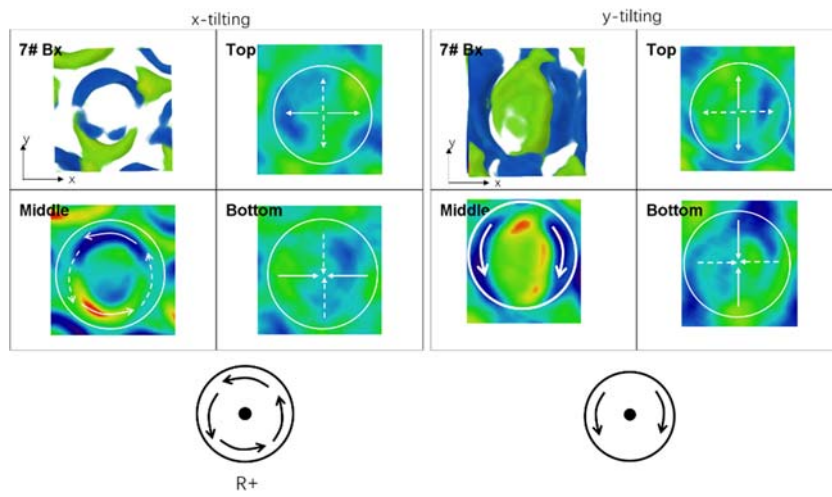 x-tilting
y-tilting
7# Bx
Top
7# Bx
Top
y
x
y
x
Middle
Bottom
Middle
Bottom
R+